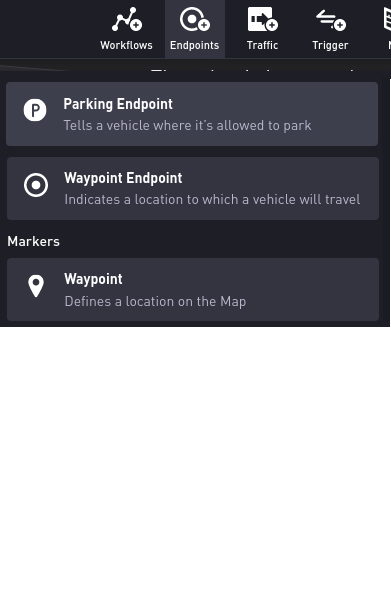 Workflows
Endpoints
Traffic
Trigger
P
Parking Endpoint
Tells a vehicle where it's allowed to park
Waypoint Endpoint
Indicates a location to which a vehicle will travel
Markers
Waypoint
Defines a location on the Map